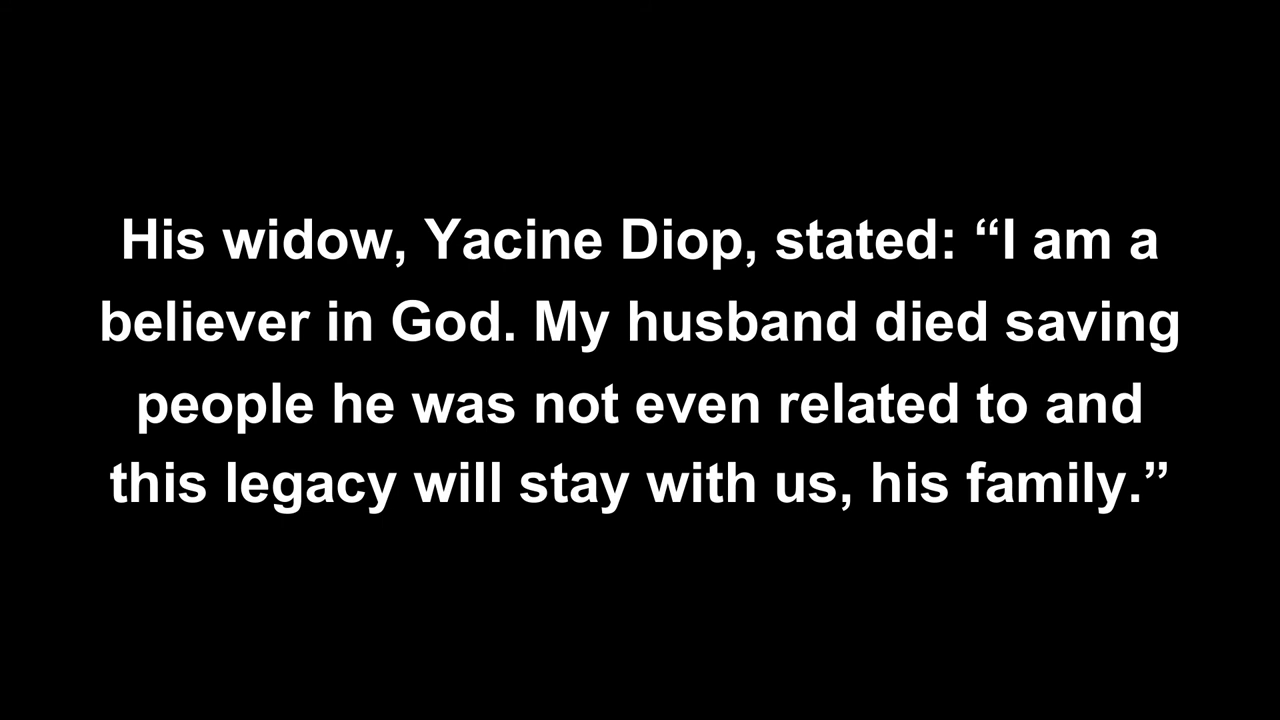 His widow, Yacine Diop, stated: “I am a
believer in God. My husband died saving
people he was not even related to and
this legacy will stay with us, his family.”